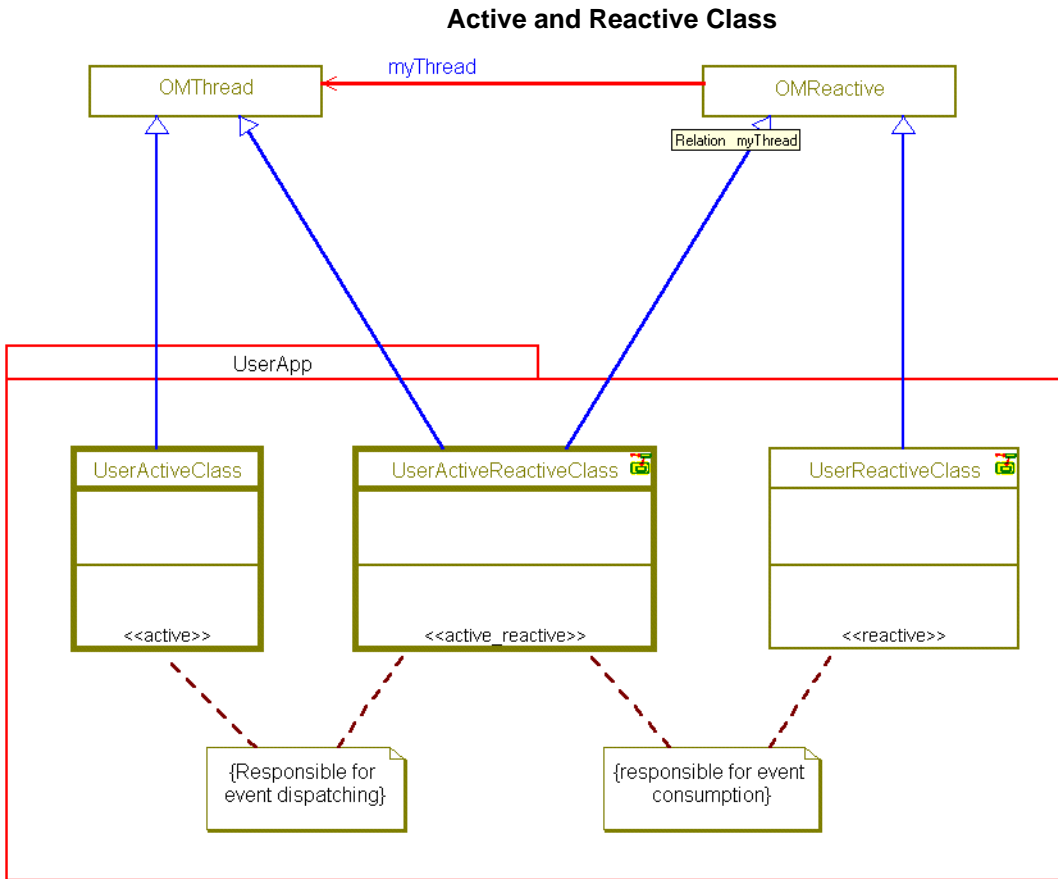 Active and Reactive Class
myThread
OMThread
OMReactive
Relation myThread
UserApp
UserActiveClass
UserActiveReactiveClass
UserReactiveClass
<<active>>
<<active_reactive>>
<<reactive>>
{Responsible for
event dispatching}
{responsible for event
consumption}